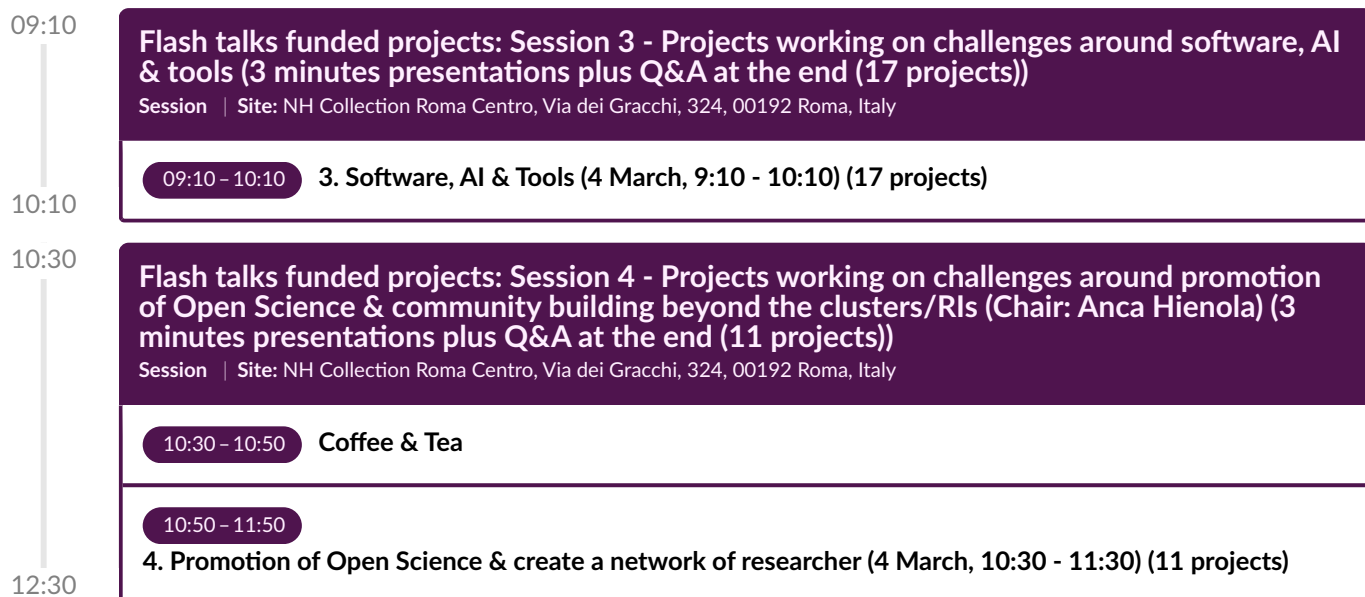 09:10
Flash talks funded projects: Session 3 - Projects working on challenges around software, AI
& tools (3 minutes presentations plus Q&A at the end (17 projects))
Session | Site: NH Collection Roma Centro, Via dei Gracchi, 324, 00192 Roma, Italy
09:10 – 10:10 3. Software, AI & Tools (4 March, 9:10 - 10:10) (17 projects)
10:10
10:30
Flash talks funded projects: Session 4 - Projects working on challenges around promotion
of Open Science & community building beyond the clusters/RIs (Chair: Anca Hienola) (3
minutes presentations plus Q&A at the end (11 projects))
Session | Site: NH Collection Roma Centro, Via dei Gracchi, 324, 00192 Roma, Italy
10:30 – 10:50 Coffee & Tea
10:50 – 11:50
4. Promotion of Open Science & create a network of researcher (4 March, 10:30 - 11:30) (11 projects)
12:30